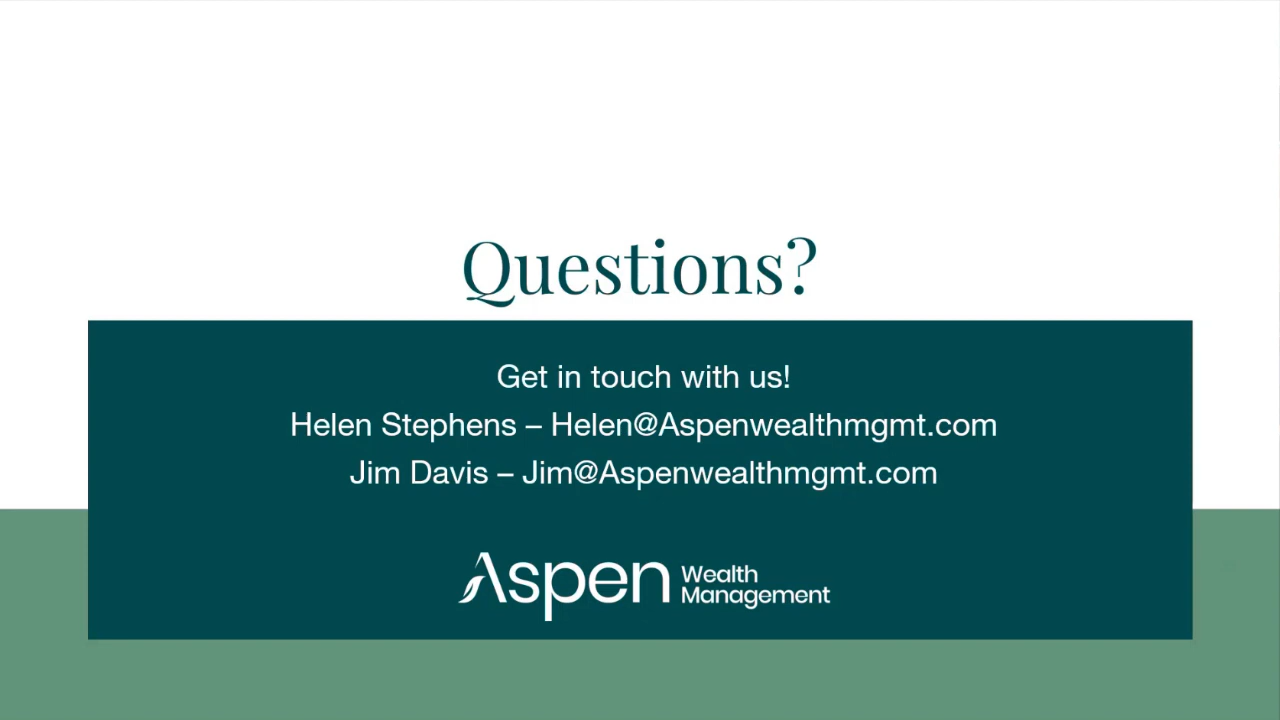 Questions?
Get in touch with us!
Helen Stephens – Helen@Aspenwealthmgmt.com
Jim Davis – Jim@Aspenwealthmgmt.com
Aspen Wealth
Management